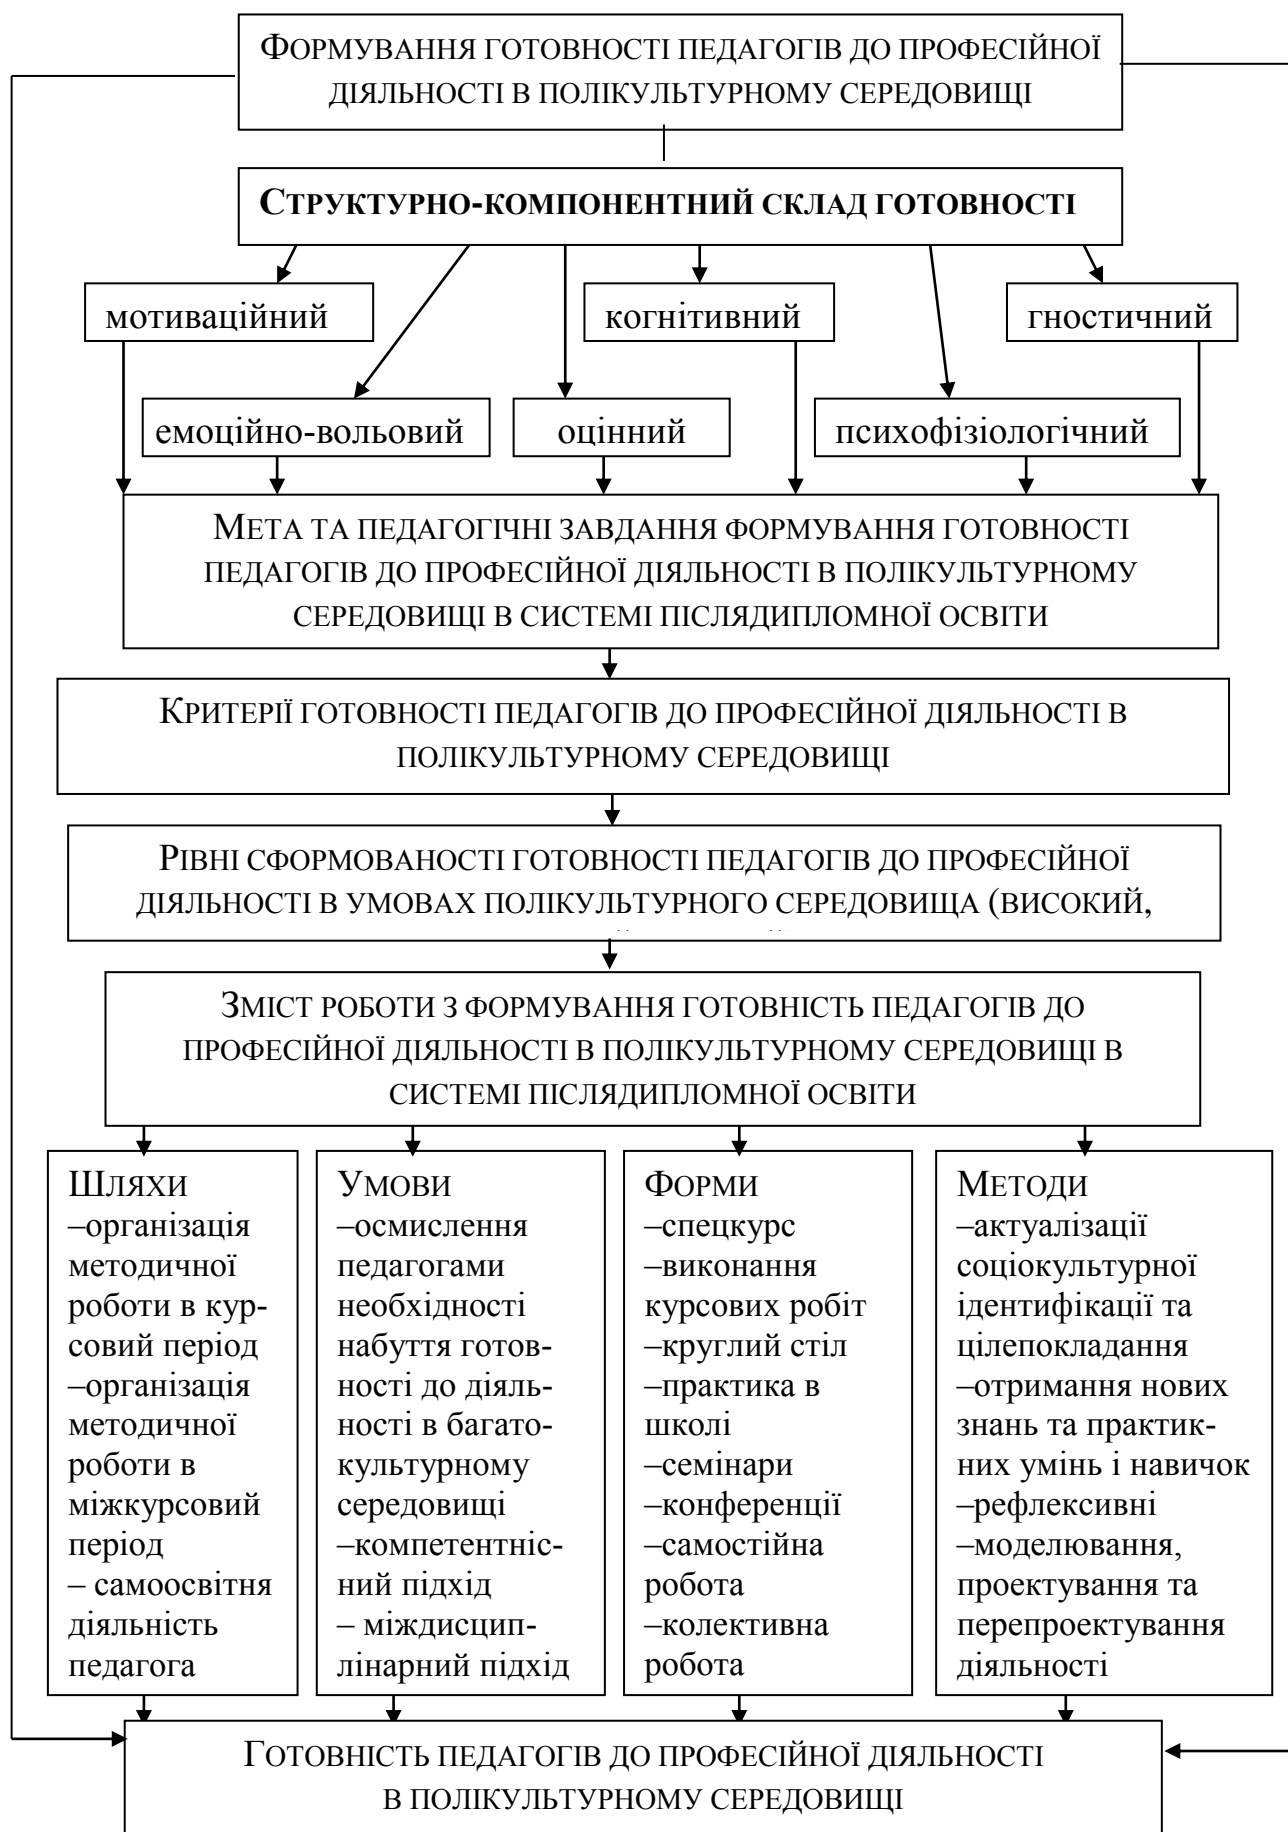 ФОРМУВАННЯ ГОТОВНОСТІ ПЕДАГОГІВ ДО ПРОФЕСІЙНОЇ
ДІЯЛЬНОСТІ В ПОЛІКУЛЬТУРНОМУ СЕРЕДОВИЩІ
СТРУКТУРНО-КОМПОНЕНТНИЙ СКЛАД ГОТОВНОСТІ
мотиваційний
когнітивний
гностичний
емоційно-вольовий
оцінний
психофізіологічний
МЕТА ТА ПЕДАГОГІЧНІ ЗАВДАННЯ ФОРМУВАННЯ ГОТОВНОСТІ
ПЕДАГОГІВ ДО ПРОФЕСІЙНОЇ ДІЯЛЬНОСТІ В ПОЛІКУЛЬТУРНОМУ
СЕРЕДОВИЩІ В СИСТЕМІ ПІСЛЯДИПЛОМНОЇ ОСВІТИ
КРИТЕРІЇ ГОТОВНОСТІ ПЕДАГОГІВ ДО ПРОФЕСІЙНОЇ ДІЯЛЬНОСТІ В
ПОЛІКУЛЬТУРНОМУ СЕРЕДОВИЩІ
РІВНІ СФОРМОВАНОСТІ ГОТОВНОСТІ ПЕДАГОГІВ ДО ПРОФЕСІЙНОЇ
ДІЯЛЬНОСТІ В УМОВАХ ПОЛІКУЛЬТУРНОГО СЕРЕДОВИЩА (ВИСОКИЙ,
ЗМІСТ РОБОТИ З ФОРМУВАННЯ ГОТОВНІСТЬ ПЕДАГОГІВ ДО
ПРОФЕСІЙНОЇ ДІЯЛЬНОСТІ В ПОЛІКУЛЬТУРНОМУ СЕРЕДОВИЩІ В
СИСТЕМІ ПІСЛЯДИПЛОМНОЇ ОСВІТИ
ШЛЯХИ
–організація
методичної
роботи в кур-
совий період
–організація
методичної
роботи в
міжкурсовий
період
– самоосвітня
діяльність
педагога
УМОВИ
–осмислення
педагогами
необхідності
набуття готов-
ності до діяль-
ності в багато-
культурному
середовищі
–компетентніс-
ний підхід
– міждисцип-
лінарний підхід
ФОРМИ
–спецкурс
–виконання
курсових робіт
–круглий стіл
–практика в
школі
–семінари
–конференції
–самостійна
робота
–колективна
робота
МЕТОДИ
–актуалізації
соціокультурної
ідентифікації та
цілепокладання
–отримання нових
знань та практик-
них умінь і навичок
–рефлексивні
–моделювання,
проектування та
перепроектування
діяльності
ГОТОВНІСТЬ ПЕДАГОГІВ ДО ПРОФЕСІЙНОЇ ДІЯЛЬНОСТІ
В ПОЛІКУЛЬТУРНОМУ СЕРЕДОВИЩІ